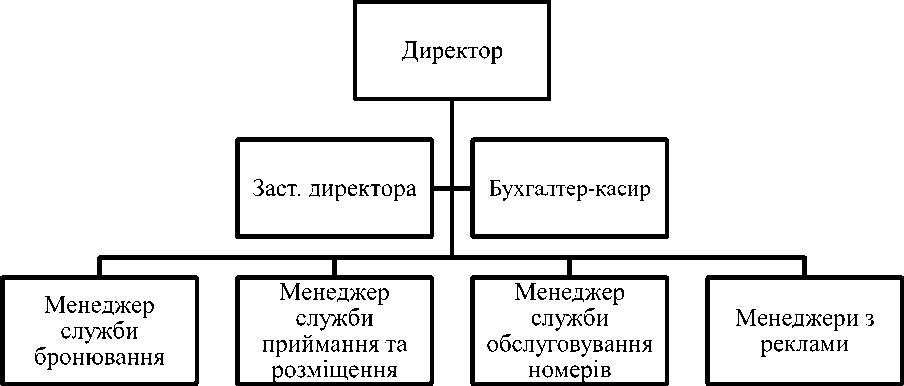 Директор
Заст. директора
Бухгалтер-касир
Менеджер
служби
бронювання
Менеджер
служби
приймання та
розміщення
Менеджер
служби
обслуговування
номерів
Менеджери з
реклами